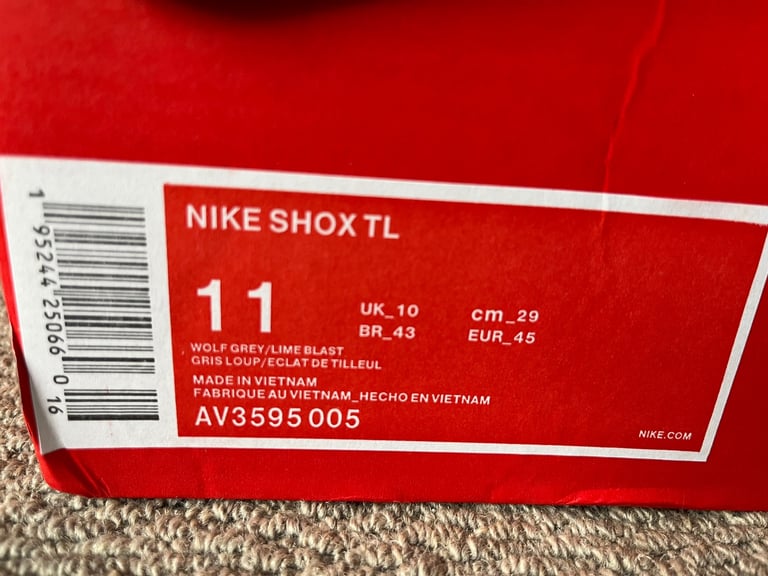 1 95244 25066 0 16
NIKE SHOX TL
11
UK_10 cm_29
BR_43 EUR_45
WOLF GREY/LIME BLAST
GRIS LOUP/ECLAT DE TILLEUL
MADE IN VIETNAM
FABRIQUE AU VIETNAM_HECHO EN VIETNAM
AV3595 005
NIKE.COM